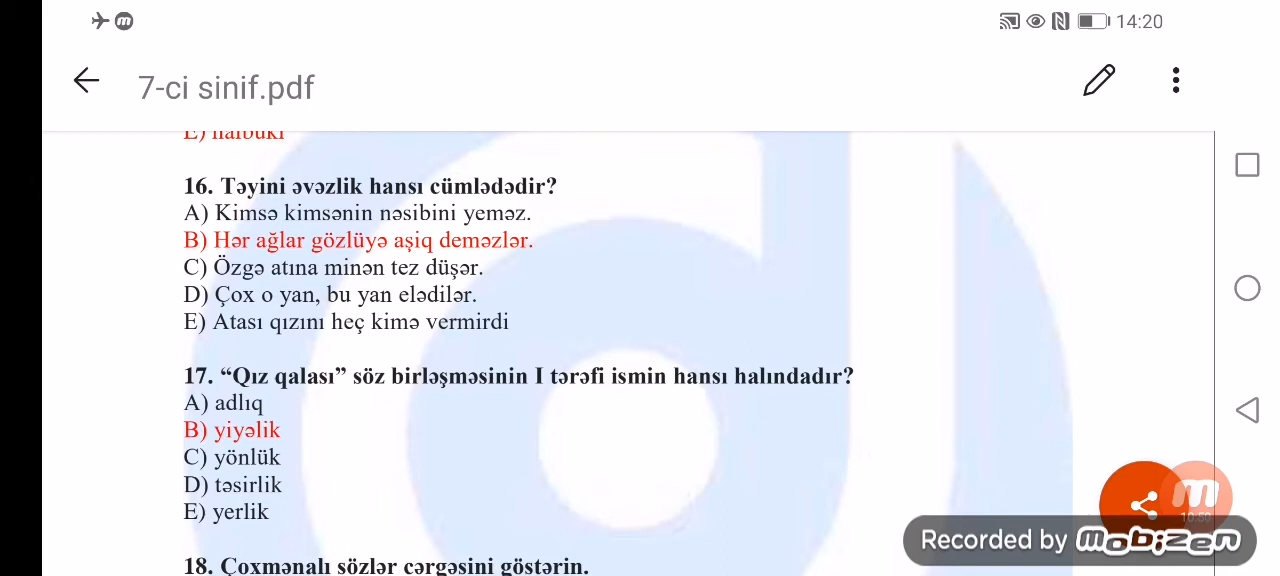 14:20
7-ci sinif.pdf
E) halbuki
16. Təyini əvəzlik hansı cümlədədir?
A) Kimsə kimsənin nəsibini yeməz.
B) Hər ağlar gözlüyə aşiq deməzlər.
C) Özgə atına minən tez düşər.
D) Çox o yan, bu yan elədilər.
E) Atası qızını heç kimə vermirdi
17. “Qız qalası” söz birləşməsinin I tərəfi ismin hansı halındadır?
A) adlıq
B) yiyəlik
C) yönlük
D) təsirlik
E) yerlik
10:50
Recorded by mobizen
18. Çoxmənalı sözlər cərgəsini göstərin.